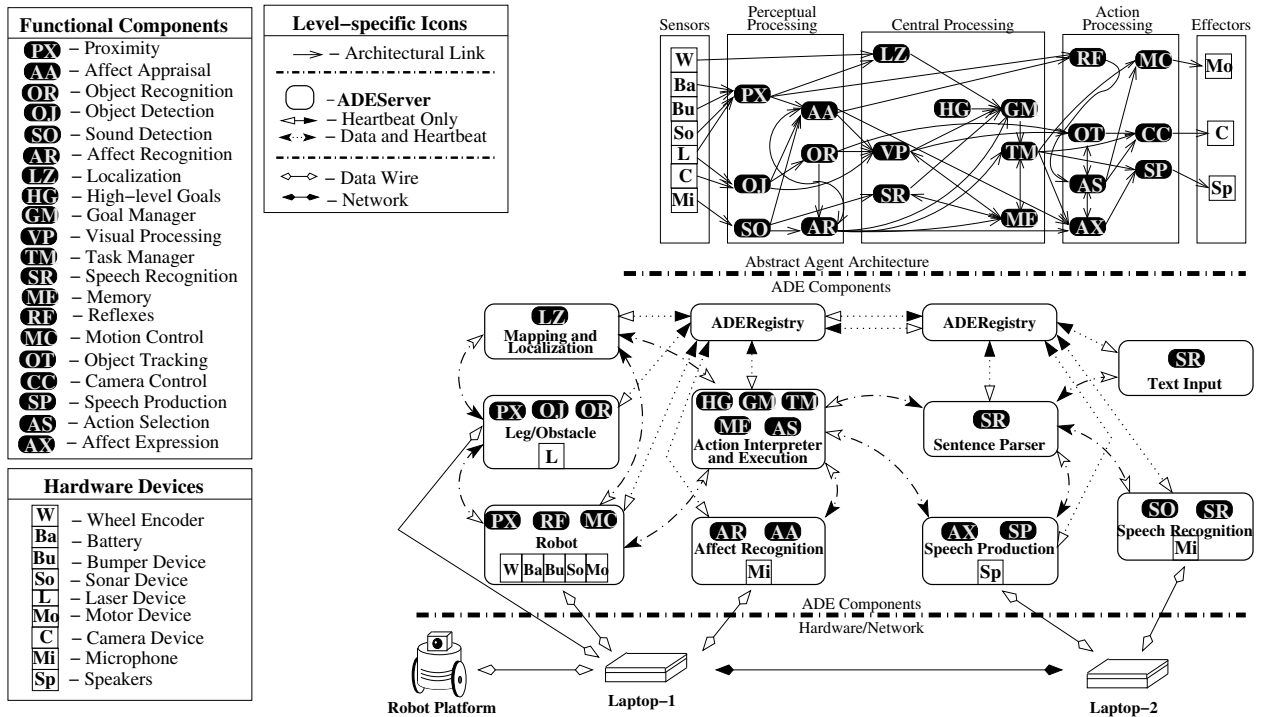 Functional Components
PX – Proximity
AA – Affect Appraisal
OR – Object Recognition
OJ – Object Detection
SO – Sound Detection
AR – Affect Recognition
LZ – Localization
HG – High–level Goals
GM – Goal Manager
VP – Visual Processing
TM – Task Manager
SR – Speech Recognition
ME – Memory
RF – Reflexes
MC – Motion Control
OT – Object Tracking
CC – Camera Control
SP – Speech Production
AS – Action Selection
AX – Affect Expression
Hardware Devices
W – Wheel Encoder
Ba – Battery
Bu – Bumper Device
So – Sonar Device
L – Laser Device
Mo – Motor Device
C – Camera Device
Mi – Microphone
Sp – Speakers
Level–specific Icons
– Architectural Link
– ADEServer
– Heartbeat Only
– Data and Heartbeat
– Data Wire
– Network
Sensors
Perceptual
Processing
Central Processing
Action
Processing
Effectors
W
Ba
Bu
So
L
C
Mi
PX
OJ
SO
AA
OR
AR
LZ
VP
SR
HG
GM
TM
ME
RF
OT
AS
AX
MC
CC
SP
Mo
C
Sp
Abstract Agent Architecture
ADE Components
LZ
Mapping and
Localization
ADERegistry
ADERegistry
SR
Text Input
PX OJ OR
Leg/Obstacle
L
HG GM TM
ME AS
Action Interpreter
and Execution
SR
Sentence Parser
PX RF MC
Robot
W Ba Bu So Mo
AR AA
Affect Recognition
Mi
AX SP
Speech Production
Sp
SO SR
Speech Recognition
Mi
ADE Components
Hardware/Network
Robot Platform
Laptop–1
Laptop–2